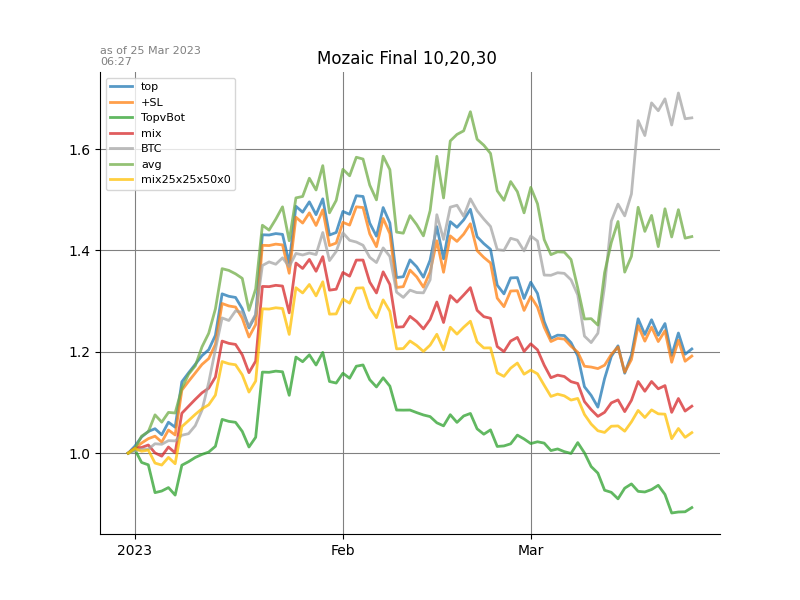 as of 25 Mar 2023
06:27
Mozaic Final 10,20,30
top
+SL
TopvBot
mix
BTC
avg
mix25x25x50x0
1.6
1.4
1.2
1.0
2023
Feb
Mar